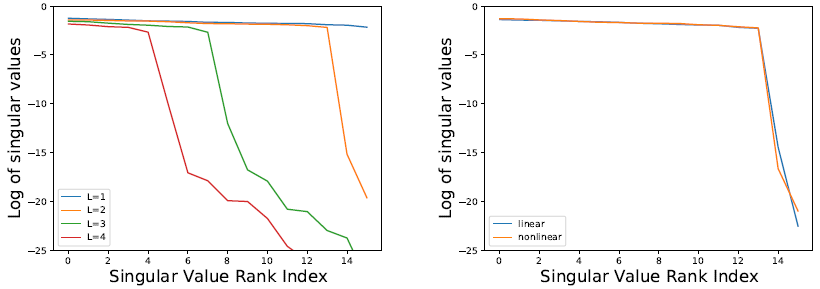 0
−5
−10
−15
−20
−25
Log of singular values
L=1
L=2
L=3
L=4
0 2 4 6 8 10 12 14
Singular Value Rank Index
0
−5
−10
−15
−20
−25
Log of singular values
linear
nonlinear
0 2 4 6 8 10 12 14
Singular Value Rank Index